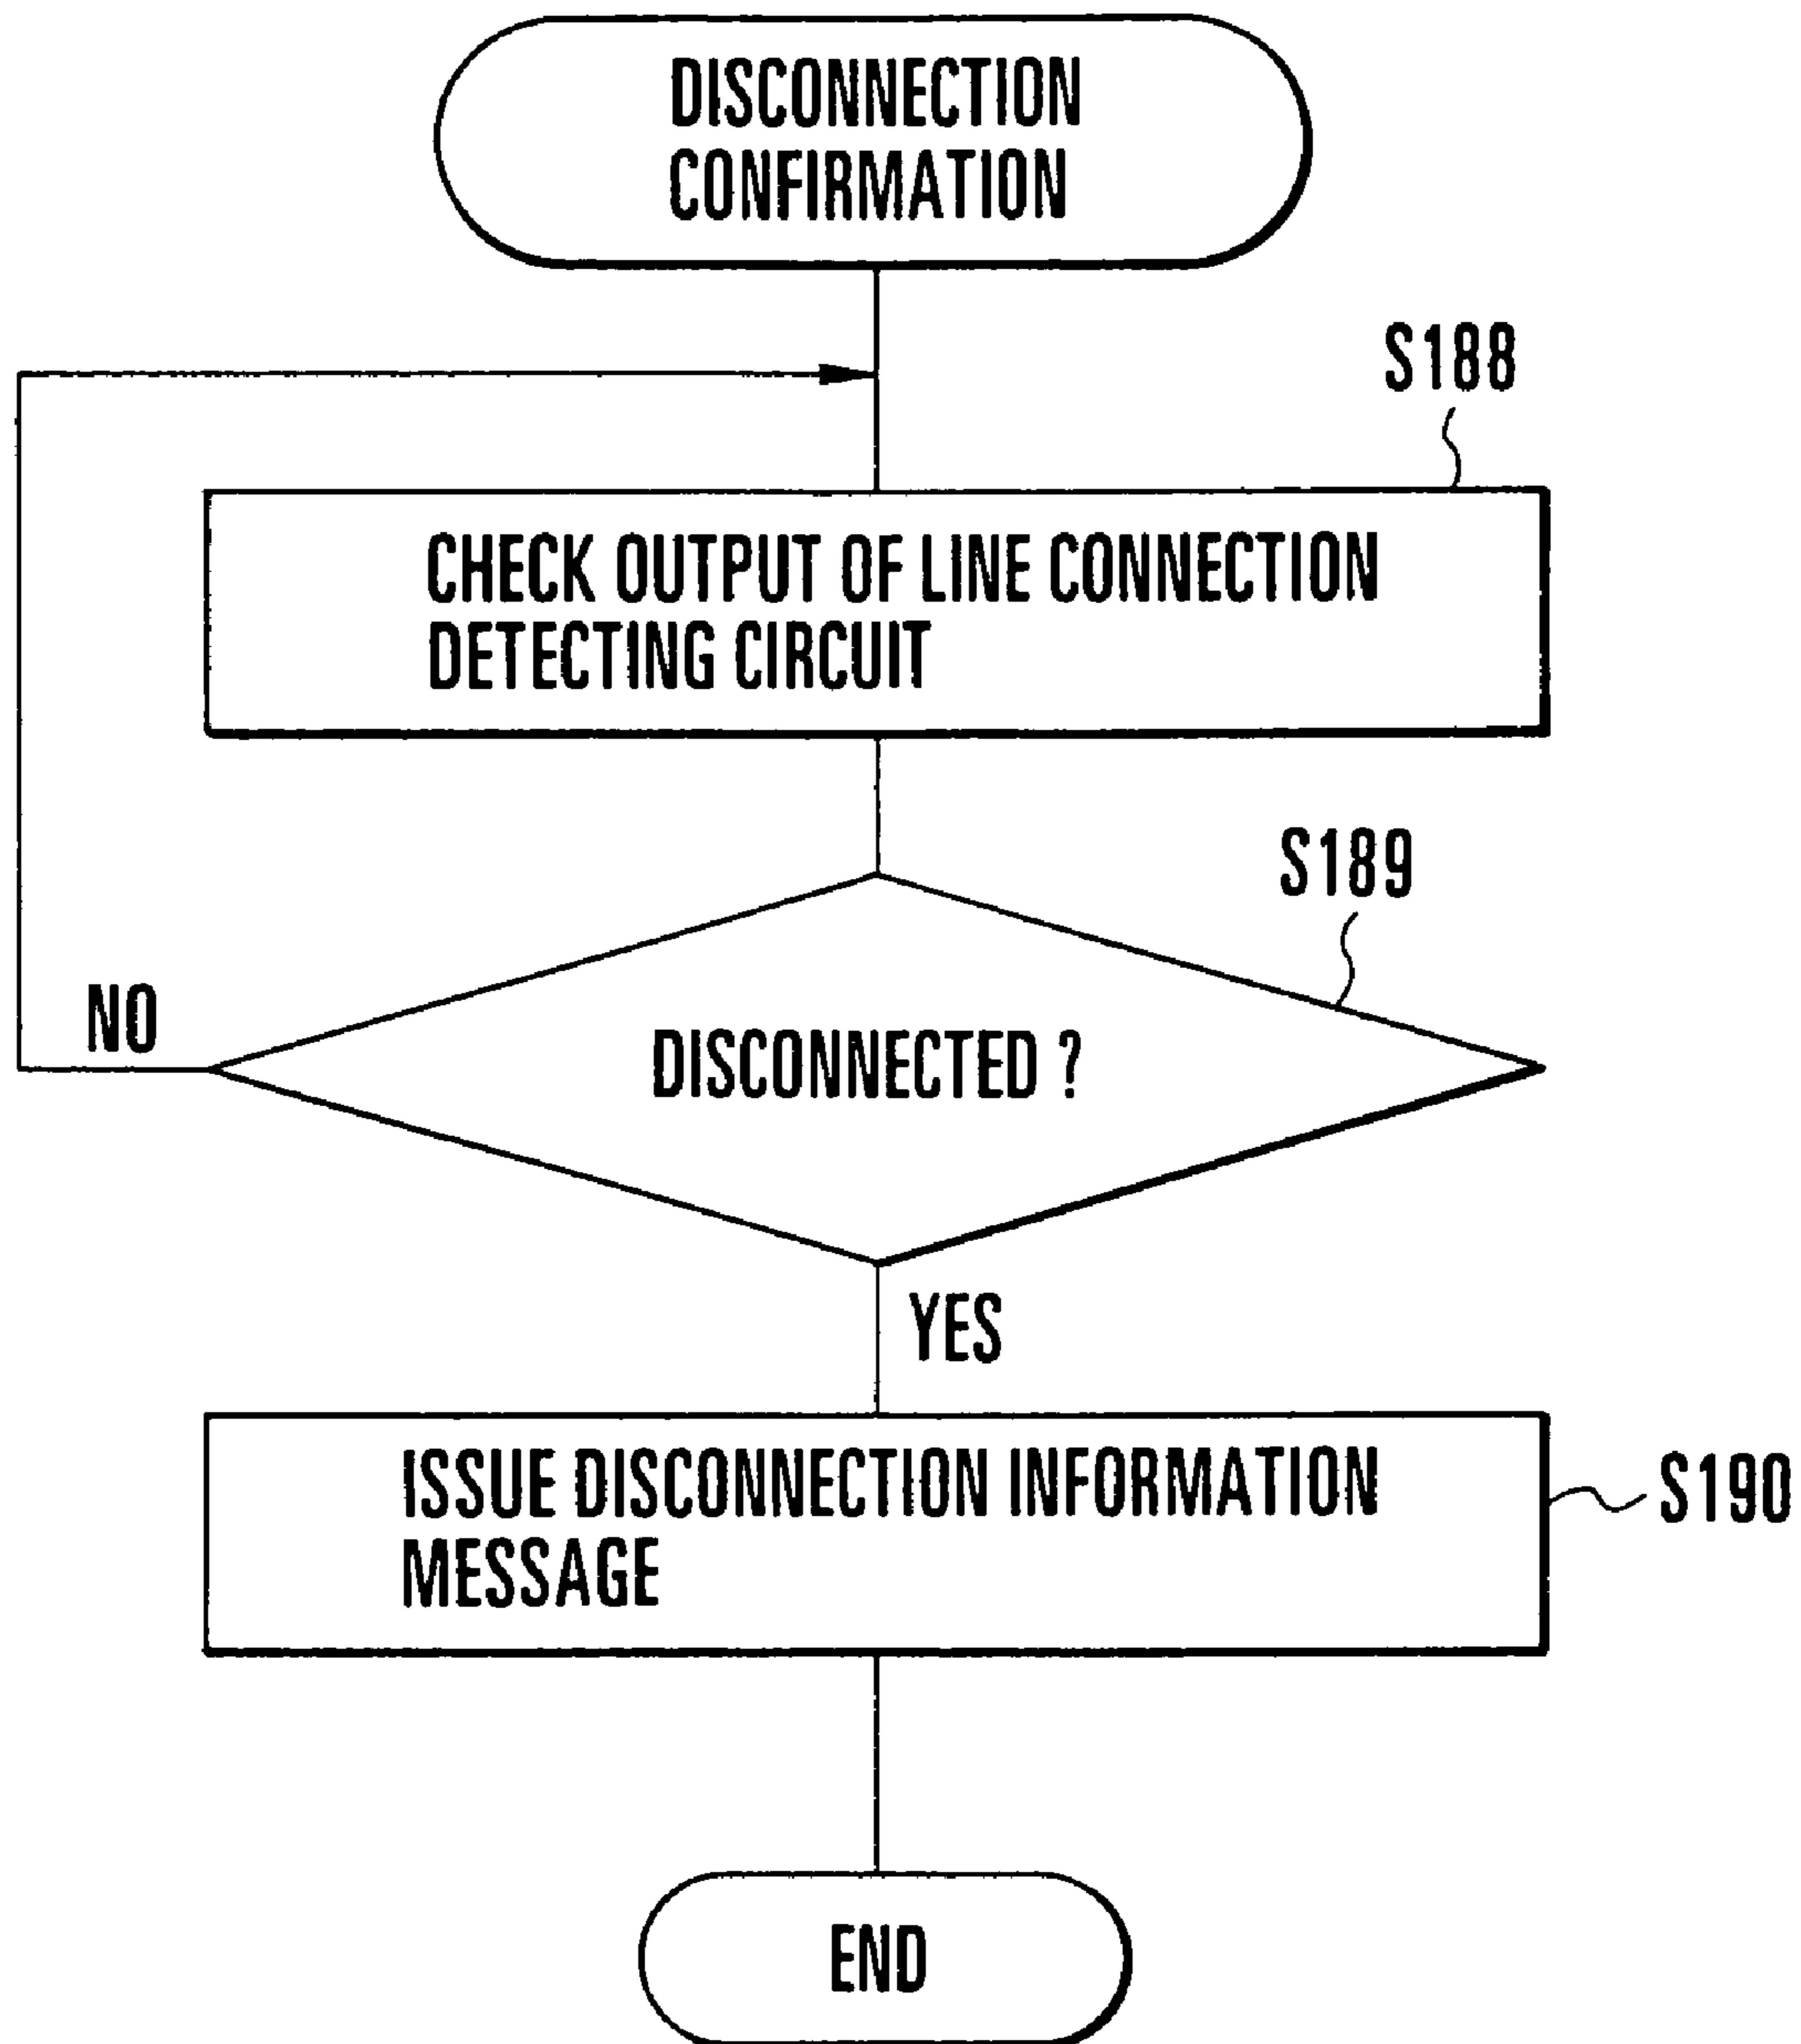 DISCONNECTION
CONFIRMATION
S188
CHECK OUTPUT OF LINE CONNECTION
DETECTING CIRCUIT
S189
NO
DISCONNECTED ?
YES
ISSUE DISCONNECTION INFORMATION
MESSAGE
S190
END